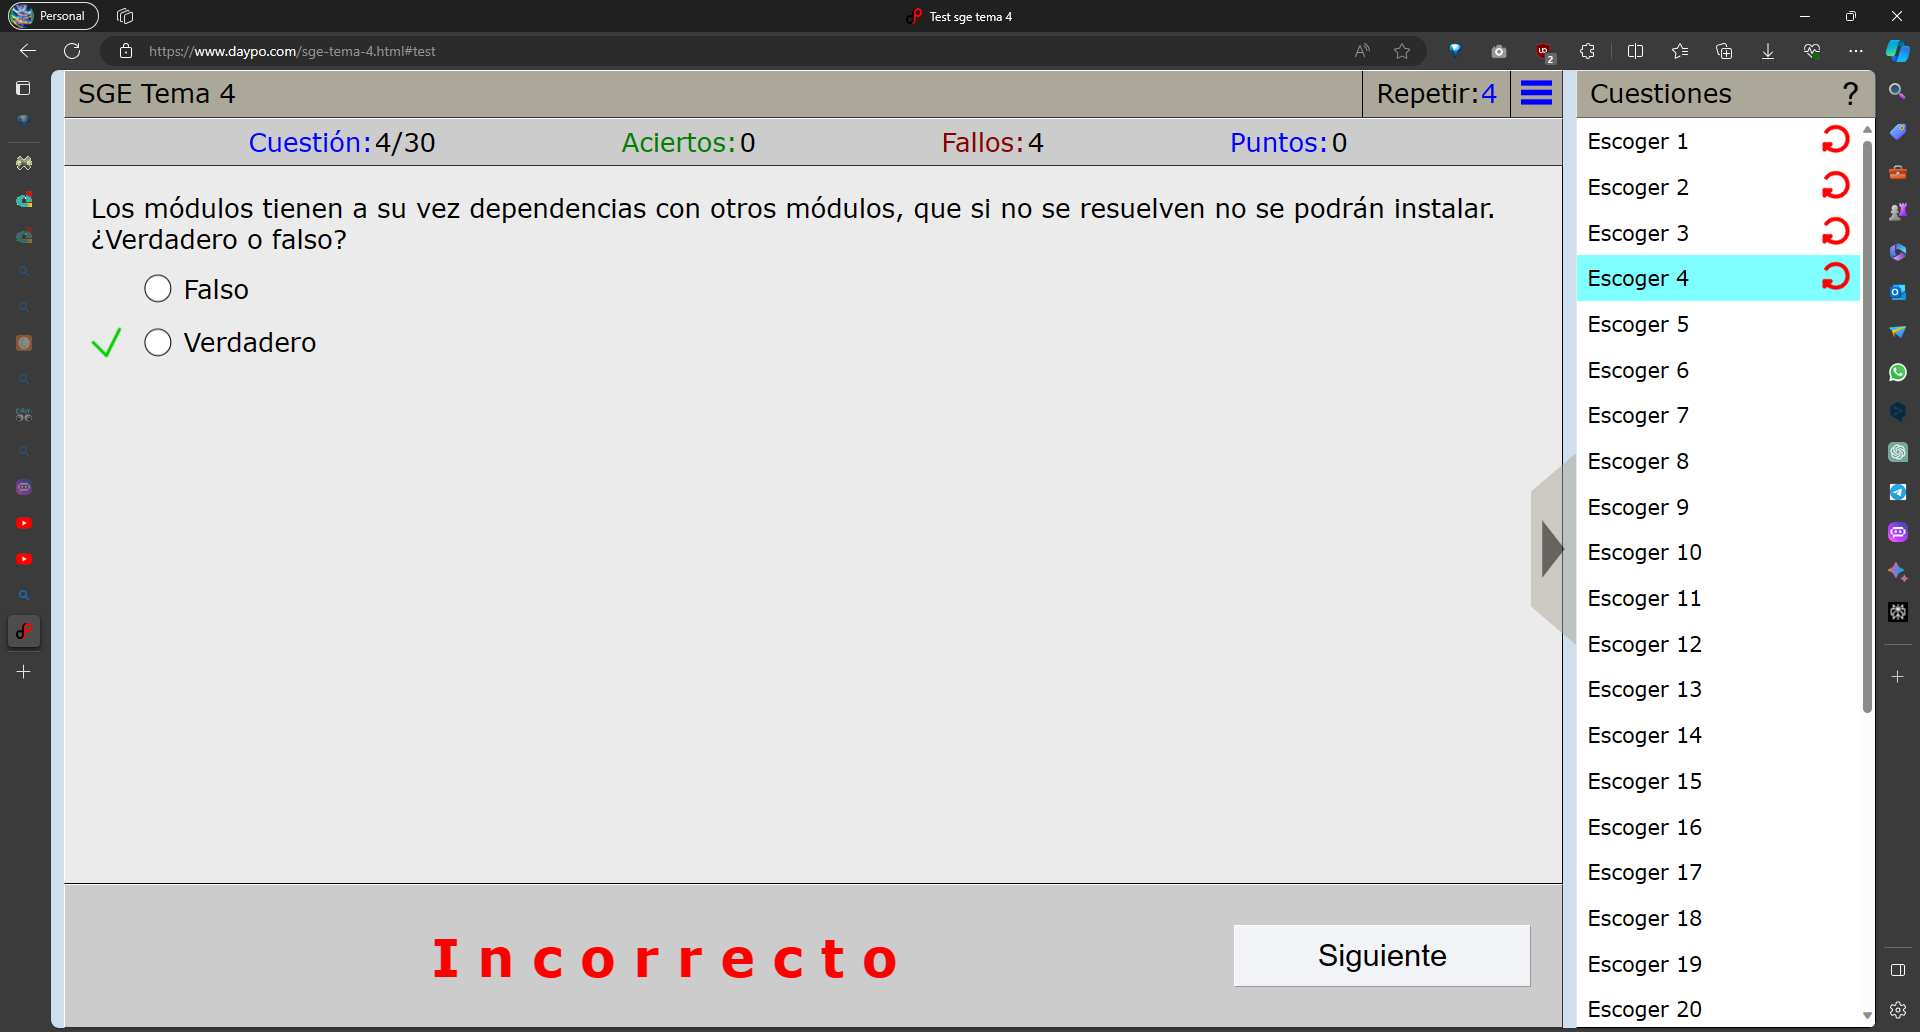 Personal
Test sge tema 4
https://www.daypo.com/sge-tema-4.html#test
2
SGE Tema 4
Repetir:4
Cuestiones
?
Cuestión:4/30
Aciertos:0
Fallos:4
Puntos:0
Los módulos tienen a su vez dependencias con otros módulos, que si no se resuelven no se podrán instalar.
¿Verdadero o falso?
Falso
Verdadero
Incorrecto
Siguiente
Escoger 1
Escoger 2
Escoger 3
Escoger 4
Escoger 5
Escoger 6
Escoger 7
Escoger 8
Escoger 9
Escoger 10
Escoger 11
Escoger 12
Escoger 13
Escoger 14
Escoger 15
Escoger 16
Escoger 17
Escoger 18
Escoger 19
Escoger 20